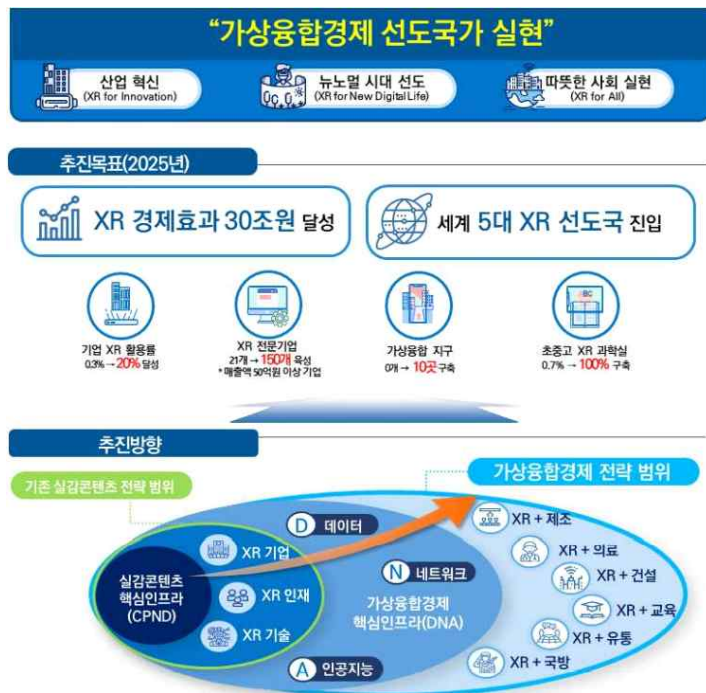 “가상융합경제 선도국가 실현”
산업 혁신
(XR for Innovation)
뉴노멀 시대 선도
(XR for New Digital Life)
따뜻한 사회 실현
(XR for All)
추진목표(2025년)
XR 경제효과 30조원 달성
세계 5대 XR 선도국 진입
기업 XR 활용률
0.3% → 20% 달성
XR 전문기업
21개 → 150개 육성
* 매출액 50억원 이상 기업
가상융합 지구
0개 → 10곳 구축
초중고 XR 과학실
0.7% → 100% 구축
추진방향
기존 실감콘텐츠 전략 범위
가상융합경제 전략 범위
실감콘텐츠
핵심인프라
(CPND)
XR 기업
XR 인재
XR 기술
D 데이터
N 네트워크
가상융합경제
핵심인프라(DNA)
A 인공지능
XR + 제조
XR + 의료
XR + 건설
XR + 교육
XR + 유통
XR + 국방